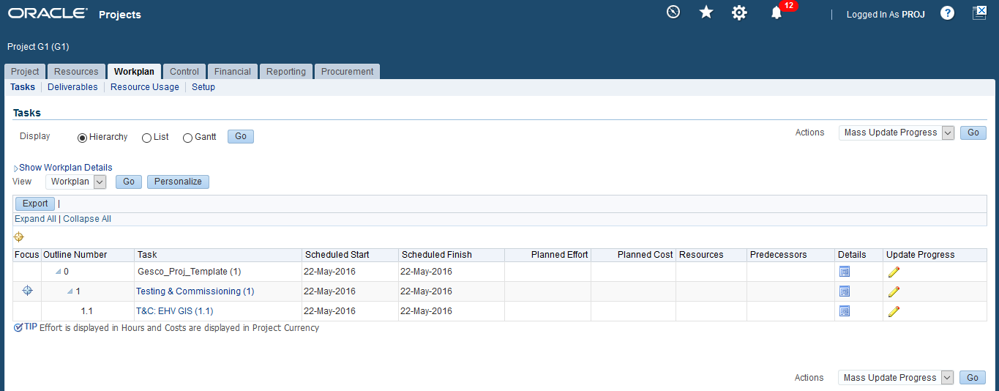 ORACLE® Projects
12
Logged In As PROJ
Project G1 (G1)
Project Resources Workplan Control Financial Reporting Procurement
Tasks Deliverables Resource Usage Setup
Tasks
Display Hierarchy List Gantt Go Actions Mass Update Progress Go
Show Workplan Details
View Workplan Go Personalize
Export |
Expand All | Collapse All
Focus Outline Number Task Scheduled Start Scheduled Finish Planned Effort Planned Cost Resources Predecessors Details Update Progress
0 Gesco_Proj_Template (1) 22-May-2016 22-May-2016
1 Testing & Commissioning (1) 22-May-2016 22-May-2016
1.1 T&C: EHV GIS (1.1) 22-May-2016 22-May-2016
TIP Effort is displayed in Hours and Costs are displayed in Project Currency
Actions Mass Update Progress Go